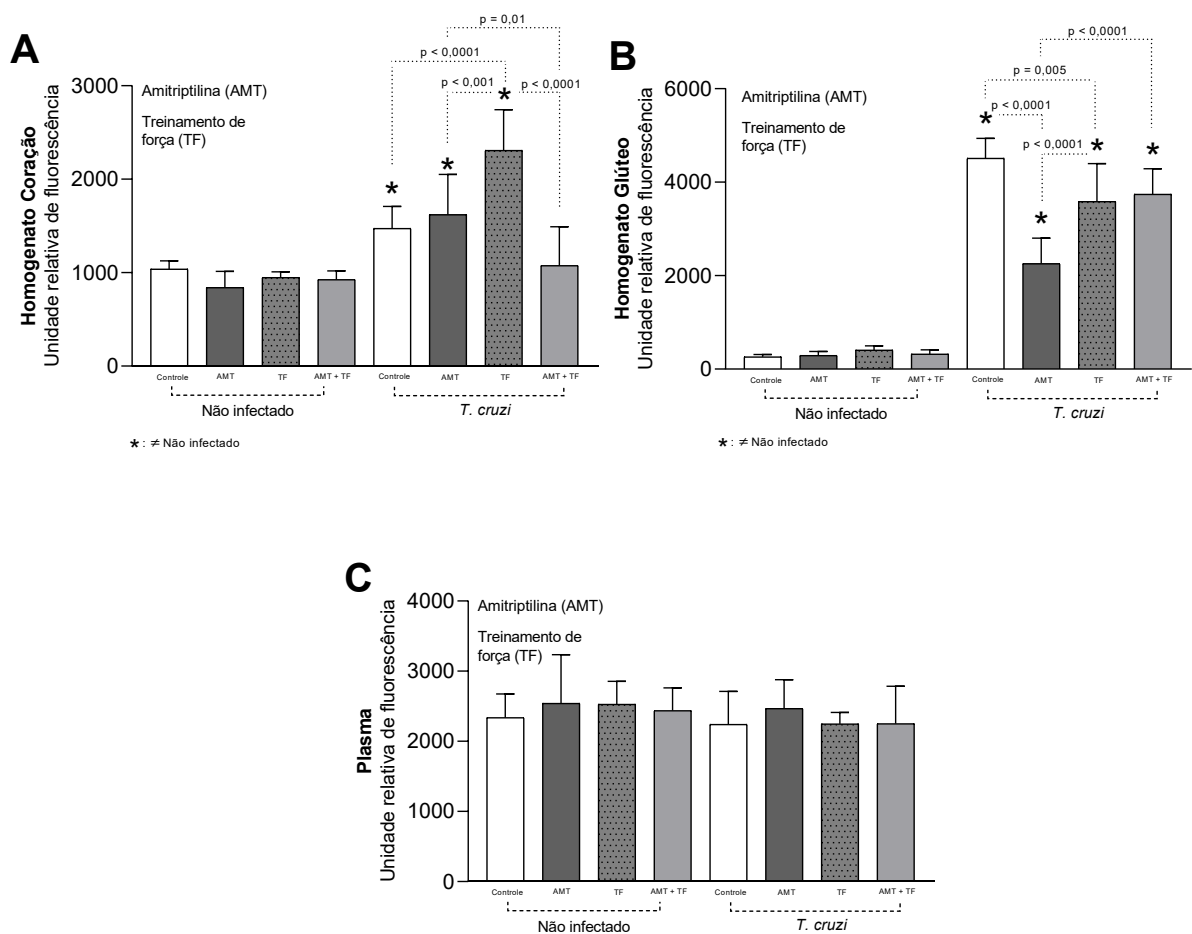 A
Homogenato Coração
Unidade relativa de fluorescência
3000
2000
1000
0
Amitriptilina (AMT)
Treinamento de
força (TF)
p = 0,01
p < 0,0001
p < 0,001
p < 0,0001
*
*
*
Controle
AMT
TF
AMT + TF
Controle
AMT
TF
AMT + TF
Não infectado
T. cruzi
* : ≠ Não infectado
B
Homogenato Glúteo
Unidade relativa de fluorescência
6000
4000
2000
0
Amitriptilina (AMT)
Treinamento de
força (TF)
p < 0,0001
p = 0,005
p < 0,0001
p < 0,0001
*
*
*
*
Controle
AMT
TF
AMT + TF
Controle
AMT
TF
AMT + TF
Não infectado
T. cruzi
* : ≠ Não infectado
C
Plasma
Unidade relativa de fluorescência
4000
3000
2000
1000
0
Amitriptilina (AMT)
Treinamento de
força (TF)
Controle
AMT
TF
AMT + TF
Controle
AMT
TF
AMT + TF
Não infectado
T. cruzi